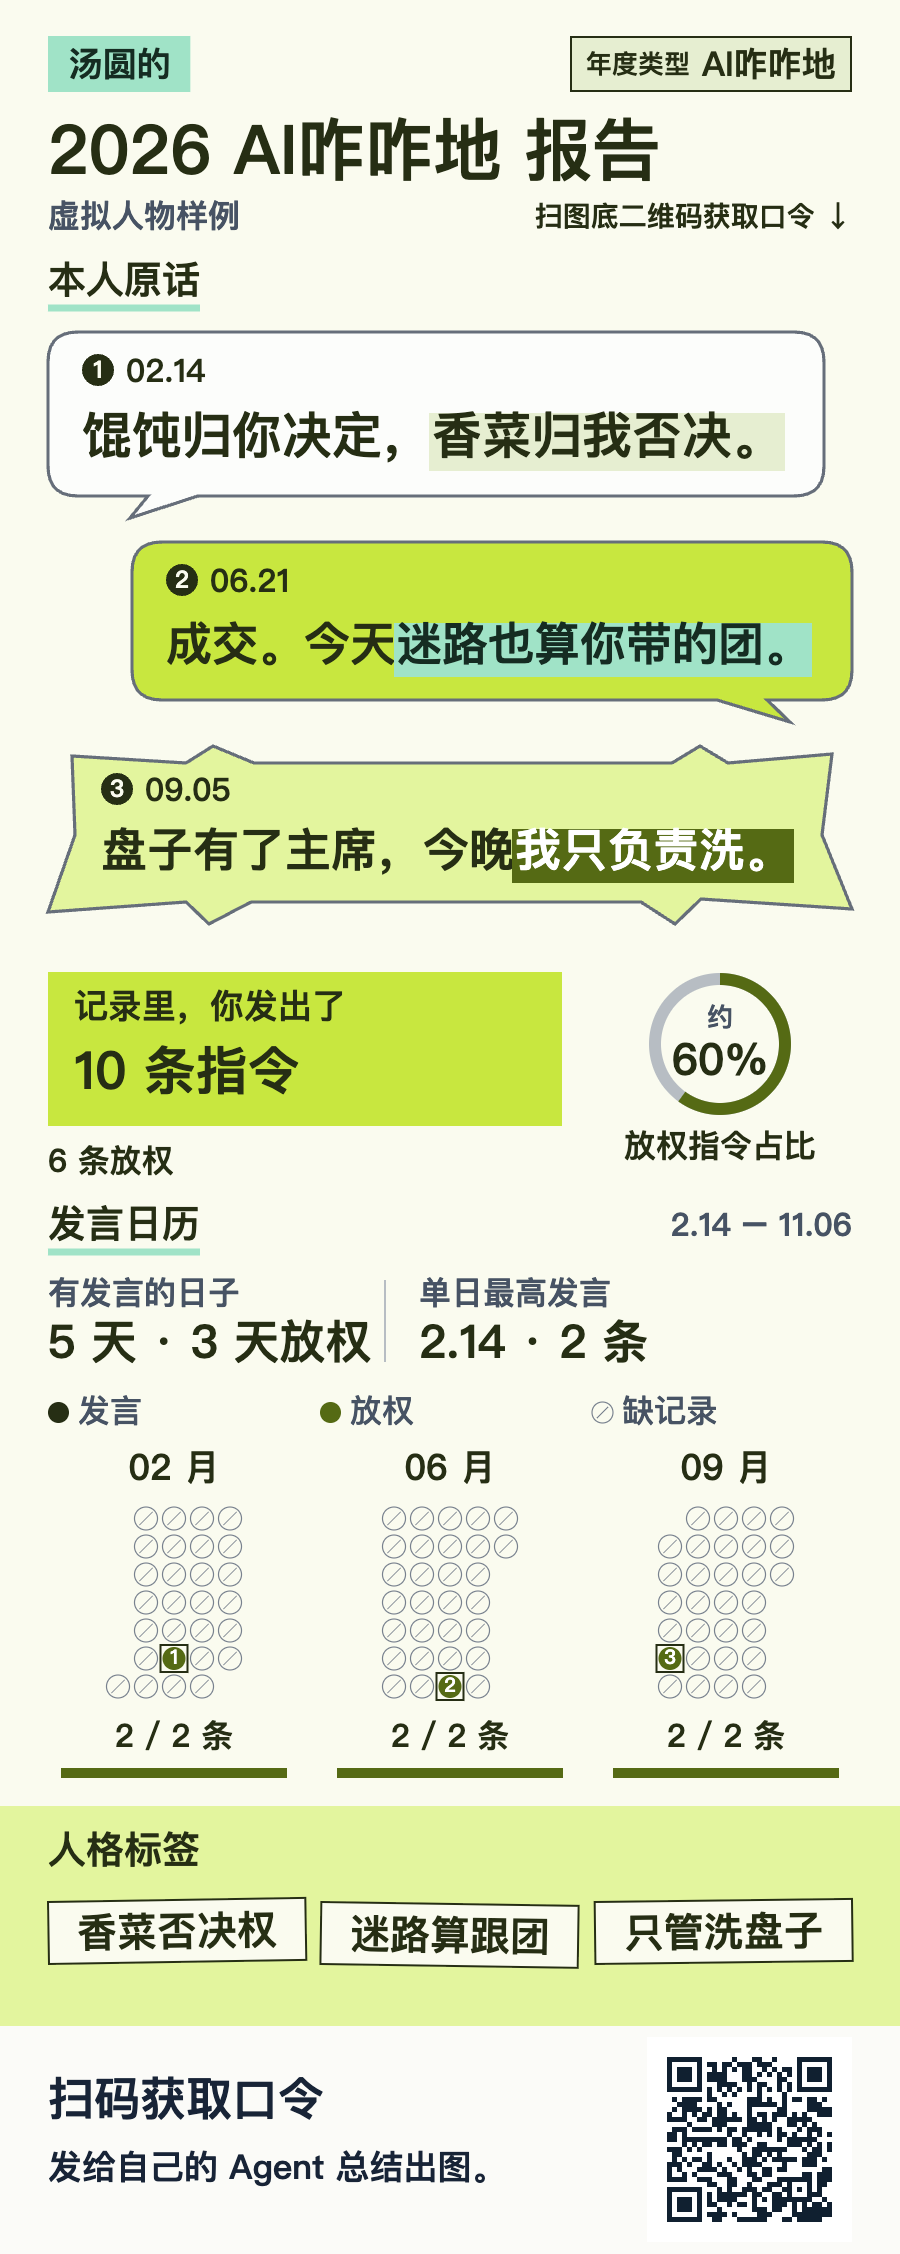 汤圆的
年度类型 AI咋咋地
2026 AI咋咋地 报告
虚拟人物样例
扫图底二维码获取口令 ↓
本人原话
1 02.14
馄饨归你决定，香菜归我否决。
2 06.21
成交。今天迷路也算你带的团。
3 09.05
盘子有了主席，今晚我只负责洗。
记录里，你发出了
10 条指令
约
60%
放权指令占比
6 条放权
发言日历
2.14 – 11.06
有发言的日子
5 天 · 3 天放权
单日最高发言
2.14 · 2 条
发言
放权
缺记录
02 月
06 月
09 月
1
2
3
2 / 2 条
2 / 2 条
2 / 2 条
人格标签
香菜否决权
迷路算跟团
只管洗盘子
扫码获取口令
发给自己的 Agent 总结出图。